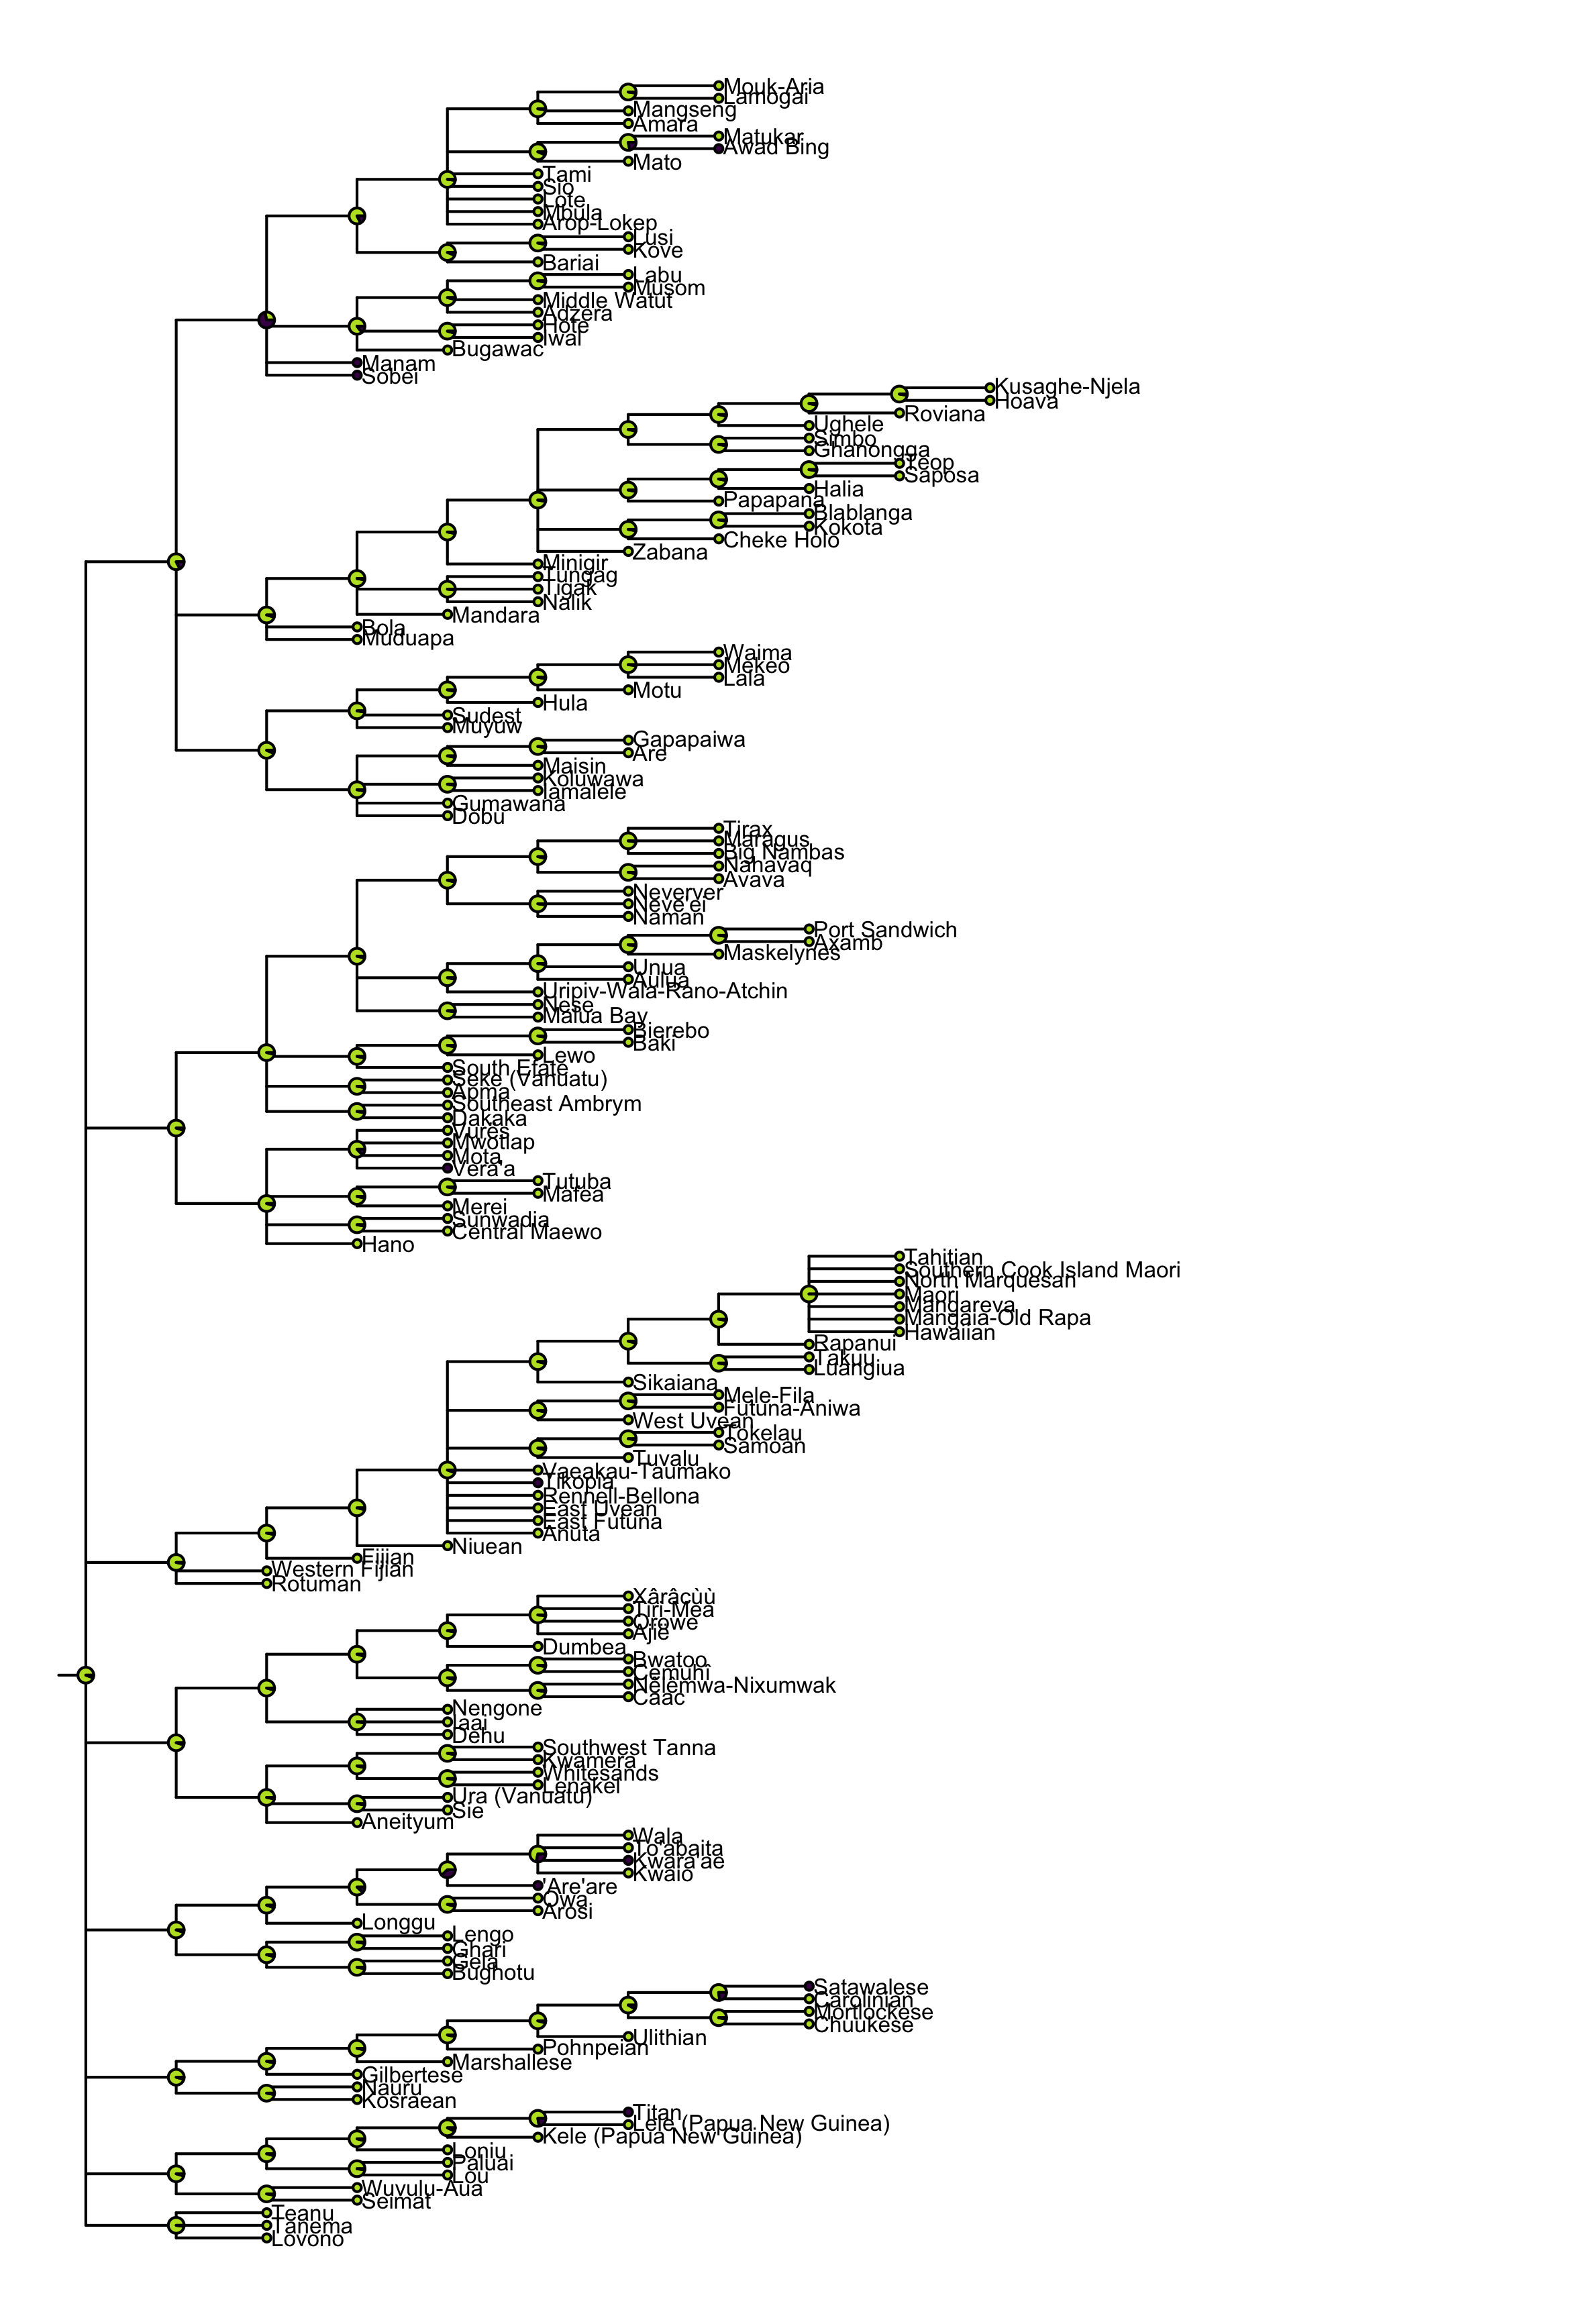 Mouk-Aria
Lamogai
Mangseng
Amara
Matukar
Awad Bing
Mato
Tami
Sio
Lote
Mbula
Arop-Lokep
Lusi
Kove
Bariai
Labu
Musom
Middle Watut
Adzera
Hote
Iwal
Bugawac
Manam
Sobei
Kusaghe-Njela
Hoava
Roviana
Ughele
Simbo
Ghanongga
Teop
Saposa
Halia
Papapana
Blablanga
Kokota
Cheke Holo
Zabana
Minigir
Tungag
Tigak
Nalik
Mandara
Bola
Muduapa
Waima
Mekeo
Lala
Motu
Hula
Sudest
Muyuw
Gapapaiwa
Are
Maisin
Koluwawa
Iamalele
Gumawana
Dobu
Tirax
Maragus
Big Nambas
Nahavaq
Avava
Neverver
Neve'ei
Naman
Port Sandwich
Axamb
Maskelynes
Unua
Aulua
Uripiv-Wala-Rano-Atchin
Nese
Malua Bay
Bierebo
Baki
Lewo
South Efate
Seke (Vanuatu)
Apma
Southeast Ambrym
Dakaka
Vurës
Mwotlap
Mota
Vera'a
Tutuba
Mafea
Merei
Sunwadia
Central Maewo
Hano
Tahitian
Southern Cook Island Maori
North Marquesan
Maori
Mangareva
Mangaia-Old Rapa
Hawaiian
Rapanui
Takuu
Luangiua
Sikaiana
Mele-Fila
Futuna-Aniwa
West Uvean
Tokelau
Samoan
Tuvalu
Vaeakau-Taumako
Tikopia
Rennell-Bellona
East Uvean
East Futuna
Anuta
Niuean
Fijian
Western Fijian
Rotuman
Xârâcùù
Tiri-Mea
Orowe
Ajië
Dumbea
Bwatoo
Cemuhî
Nêlêmwa-Nixumwak
Caac
Nengone
Iaai
Dehu
Southwest Tanna
Kwamera
Whitesands
Lenakel
Ura (Vanuatu)
Sie
Aneityum
Wala
To'abaita
Kwara'ae
Kwaio
'Are'are
Owa
Arosi
Longgu
Lengo
Ghari
Gela
Bughotu
Satawalese
Carolinian
Mortlockese
Chuukese
Ulithian
Pohnpeian
Marshallese
Gilbertese
Nauru
Kosraean
Titan
Lele (Papua New Guinea)
Kele (Papua New Guinea)
Loniu
Paluai
Lou
Wuvulu-Aua
Seimat
Teanu
Tanema
Lovono